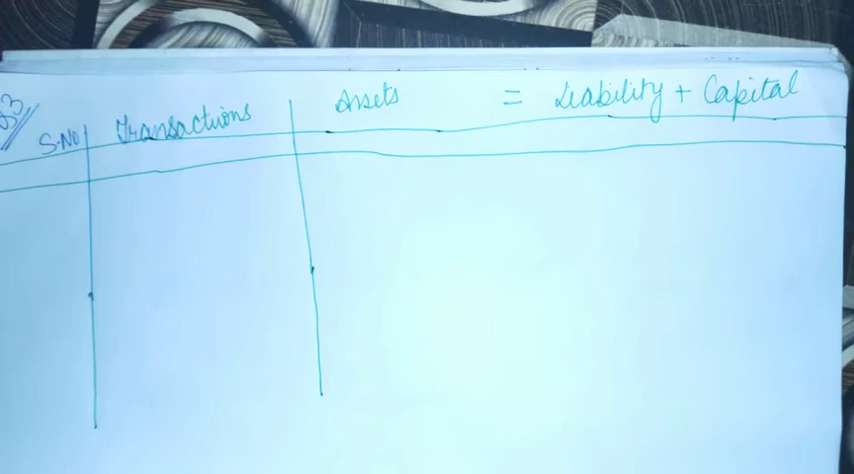 Assets = Liability + Capital
S.No Transactions